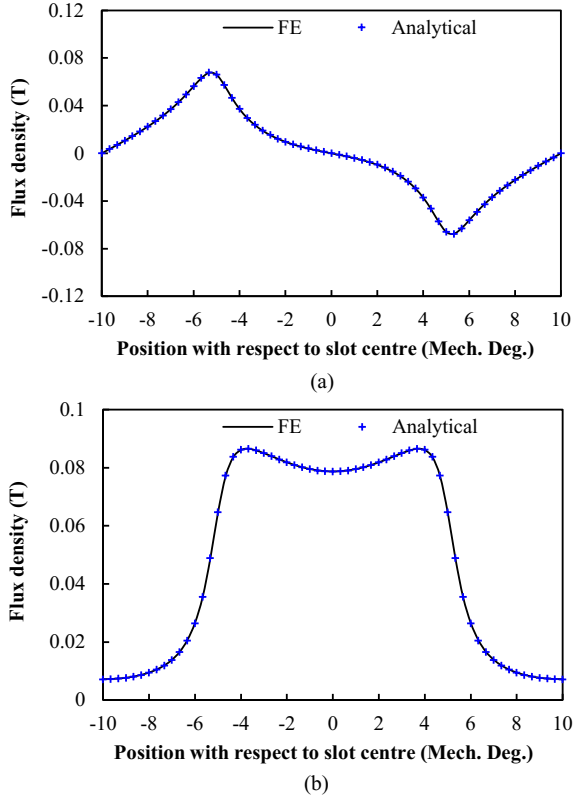 0.12
FE Analytical
0.08
0.04
0
-0.04
-0.08
-0.12
Flux density (T)
-10 -8 -6 -4 -2 0 2 4 6 8 10
Position with respect to slot centre (Mech. Deg.)
(a)
0.1
FE Analytical
0.08
0.06
0.04
0.02
0
Flux density (T)
-10 -8 -6 -4 -2 0 2 4 6 8 10
Position with respect to slot centre (Mech. Deg.)
(b)